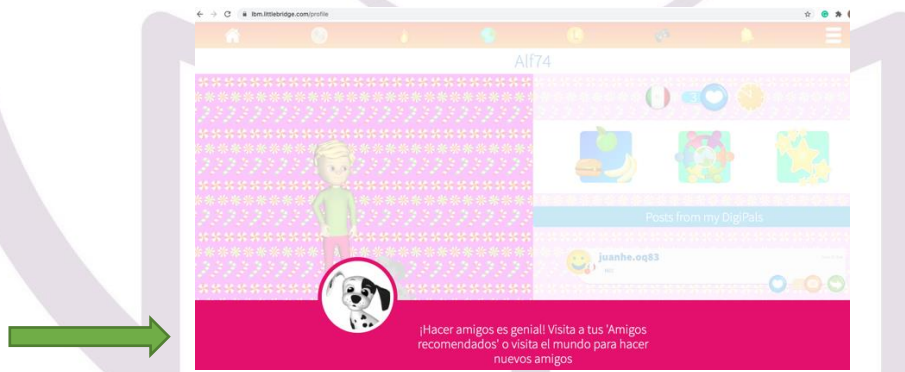 lbm.littlebridge.com/profile
Alf74
3
Posts from my DigiPals
juanhe.oq83
¡Hacer amigos es genial! Visita a tus 'Amigos
recomendados' o visita el mundo para hacer
nuevos amigos